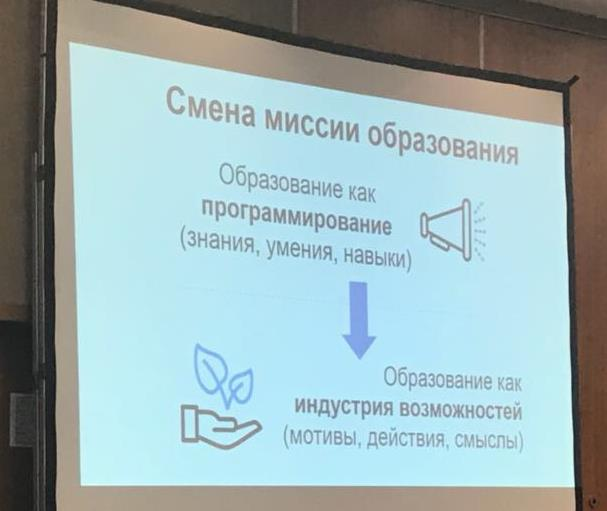 Смена миссии образования
Образование как
программирование
(знания, умения, навыки)
Образование как
индустрия возможностей
(мотивы, действия, смыслы)